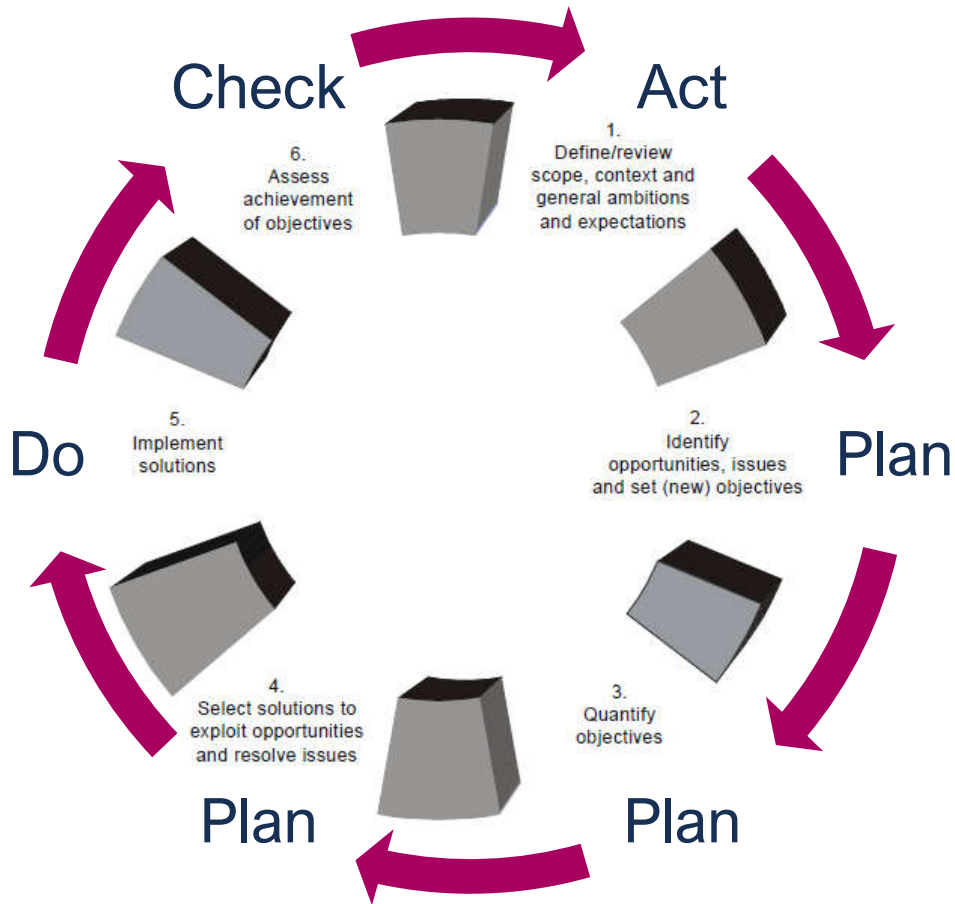 Check
Act
1.
Define/review
scope, context and
general ambitions
and expectations
6.
Assess
achievement
of objectives
5.
Implement
solutions
Do
2.
Identify
opportunities, issues
and set (new) objectives
Plan
4.
Select solutions to
exploit opportunities
and resolve issues
3.
Quantify
objectives
Plan
Plan